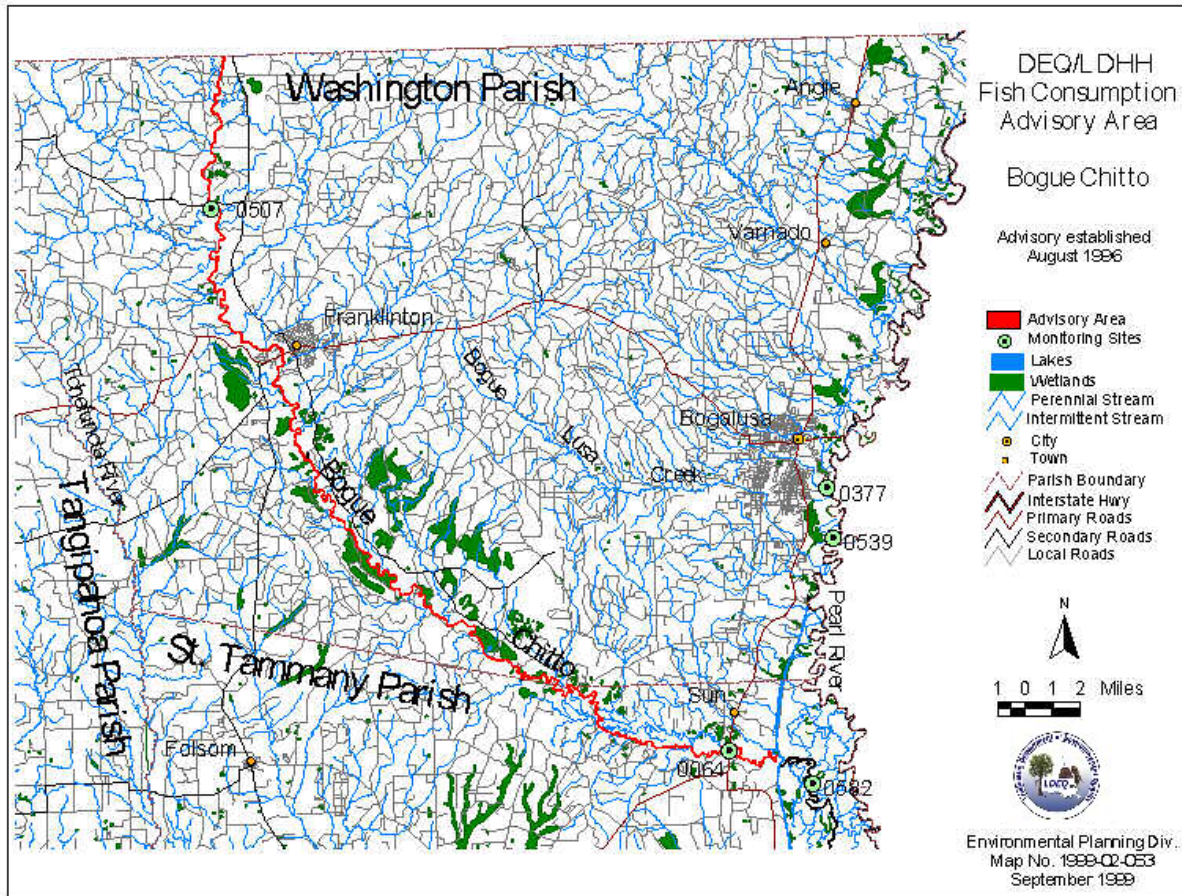 Washington Parish
Angie
0507
Varnado
Franklinton
Bogue
Lusa
Creek
Bogalusa
Tchefuncta River
Tangipahoa Parish
Bogue
Chitto
0377
0539
Pearl River
St. Tammany Parish
Sun
Folsom
0064
DEQ/LDHH
Fish Consumption
Advisory Area
Bogue Chitto
Advisory established
August 1996
Advisory Area
Monitoring Sites
Lakes
Wetlands
Perennial Stream
Intermittent Stream
City
Town
Parish Boundary
Interstate Hwy
Primary Roads
Secondary Roads
Local Roads
N
1 0 1 2 Miles
LDEQ
Environmental Planning Div.
Map No. 1999-02-053
September 1999